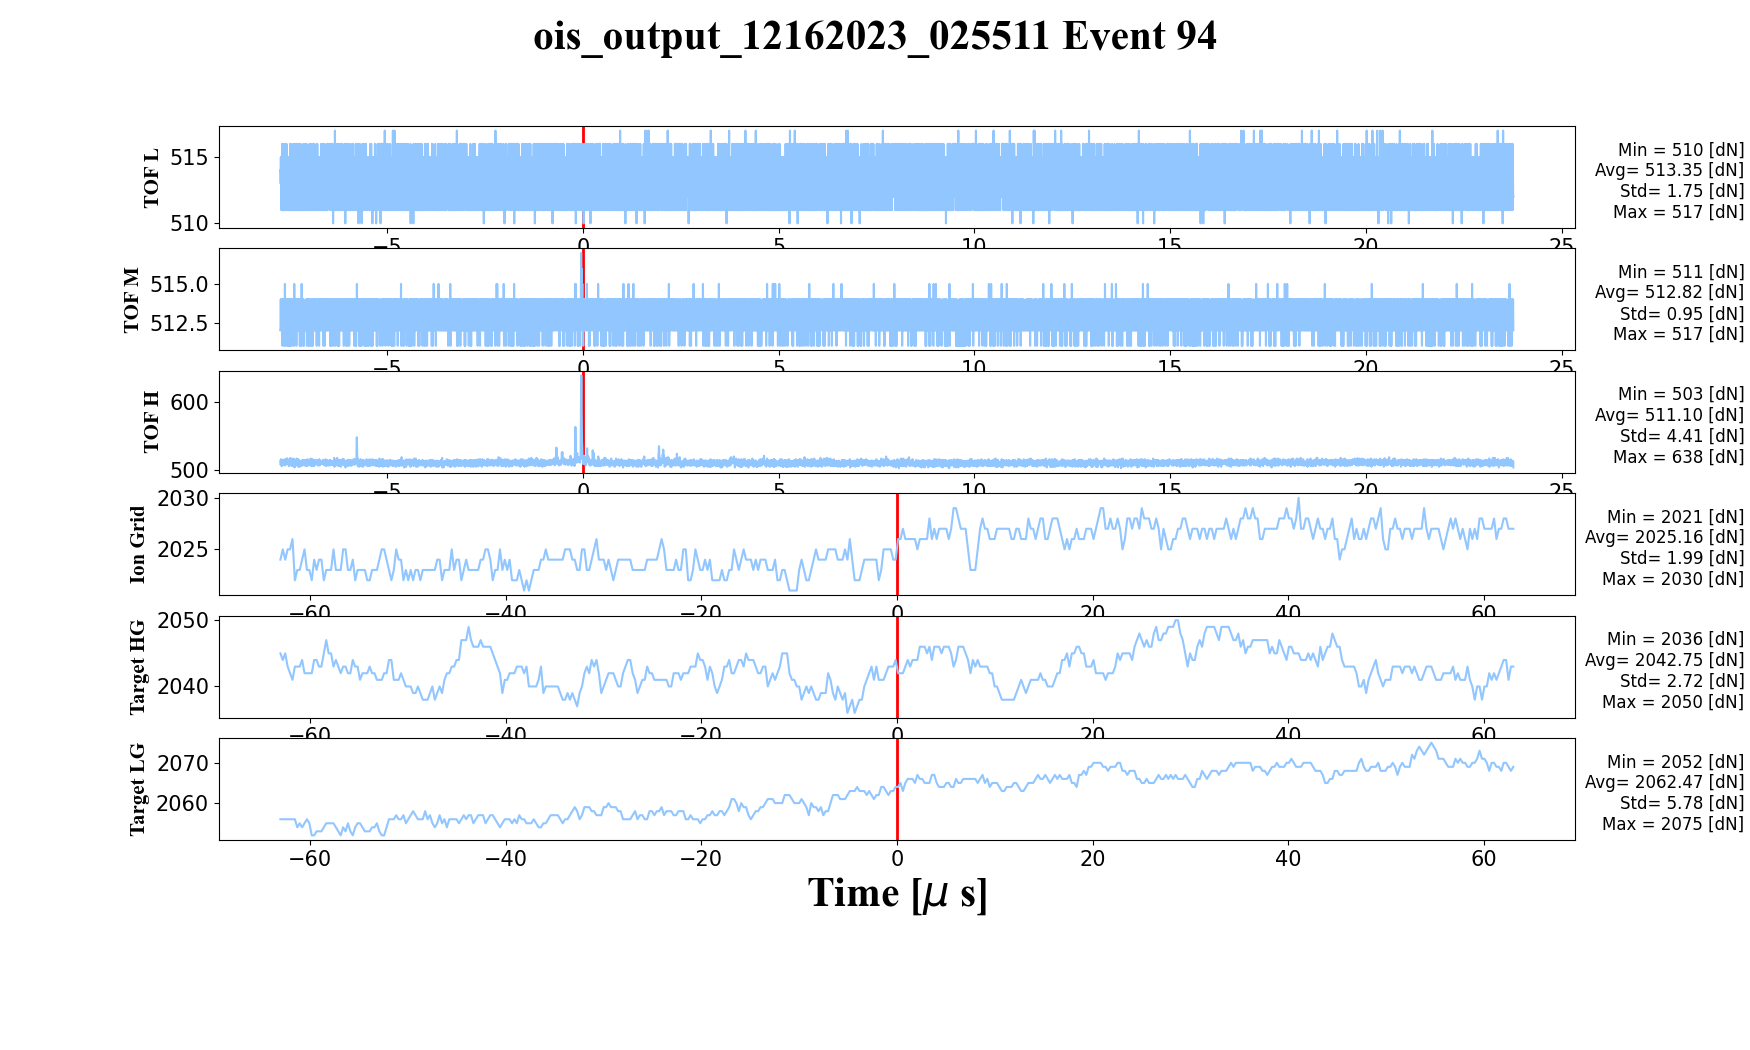 ois_output_12162023_025511 Event 94
TOF L
515
510
−5
0
5
10
15
20
25
Min = 510 [dN]
Avg= 513.35 [dN]
Std= 1.75 [dN]
Max = 517 [dN]
TOF M
515.0
512.5
−5
0
5
10
15
20
25
Min = 511 [dN]
Avg= 512.82 [dN]
Std= 0.95 [dN]
Max = 517 [dN]
TOF H
600
500
−5
0
5
10
15
20
25
Min = 503 [dN]
Avg= 511.10 [dN]
Std= 4.41 [dN]
Max = 638 [dN]
Ion Grid
2030
2025
−60
−40
−20
0
20
40
60
Min = 2021 [dN]
Avg= 2025.16 [dN]
Std= 1.99 [dN]
Max = 2030 [dN]
Target HG
2050
2040
−60
−40
−20
0
20
40
60
Min = 2036 [dN]
Avg= 2042.75 [dN]
Std= 2.72 [dN]
Max = 2050 [dN]
Target LG
2070
2060
−60
−40
−20
0
20
40
60
Min = 2052 [dN]
Avg= 2062.47 [dN]
Std= 5.78 [dN]
Max = 2075 [dN]
Time [μ s]